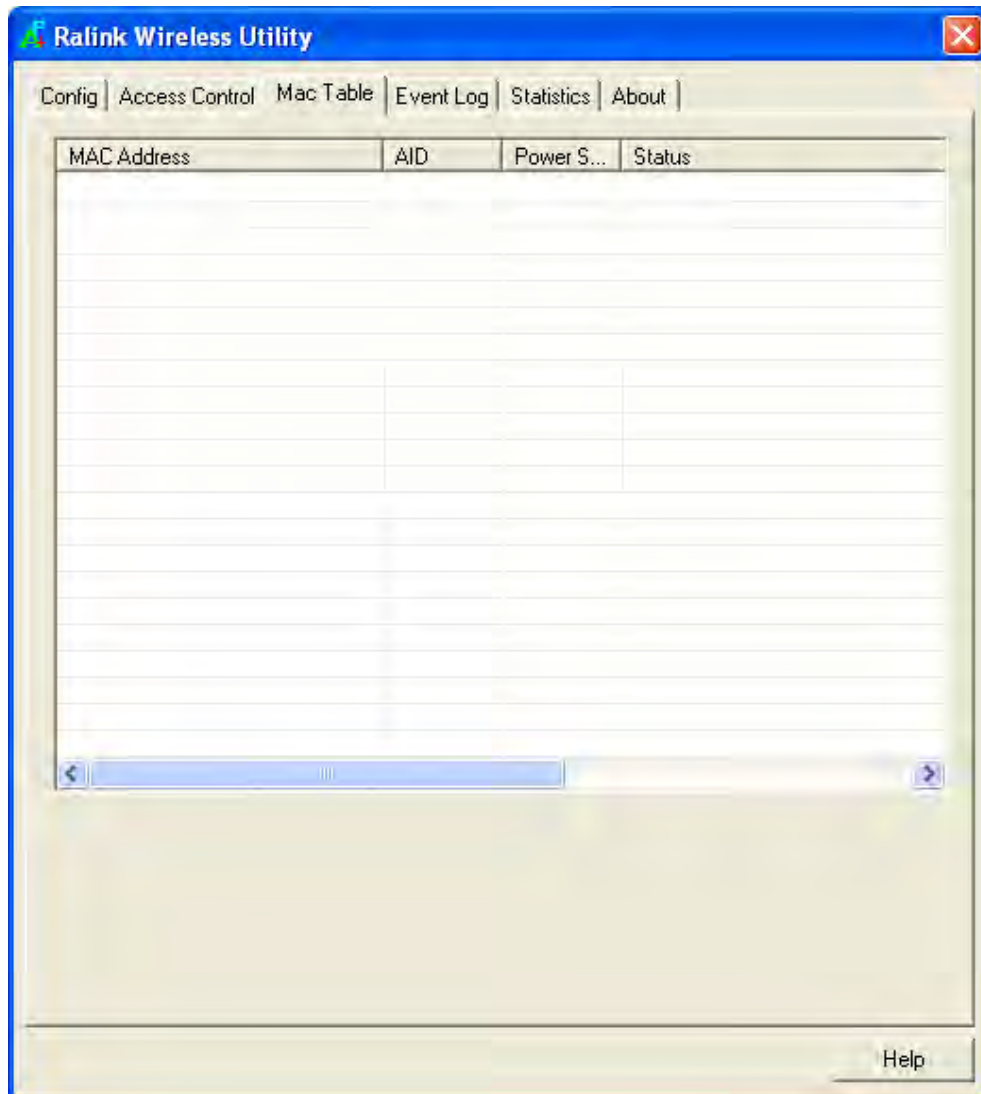 Ralink Wireless Utility
Config Access Control Mac Table Event Log Statistics About
MAC Address AID Power S... Status
Help